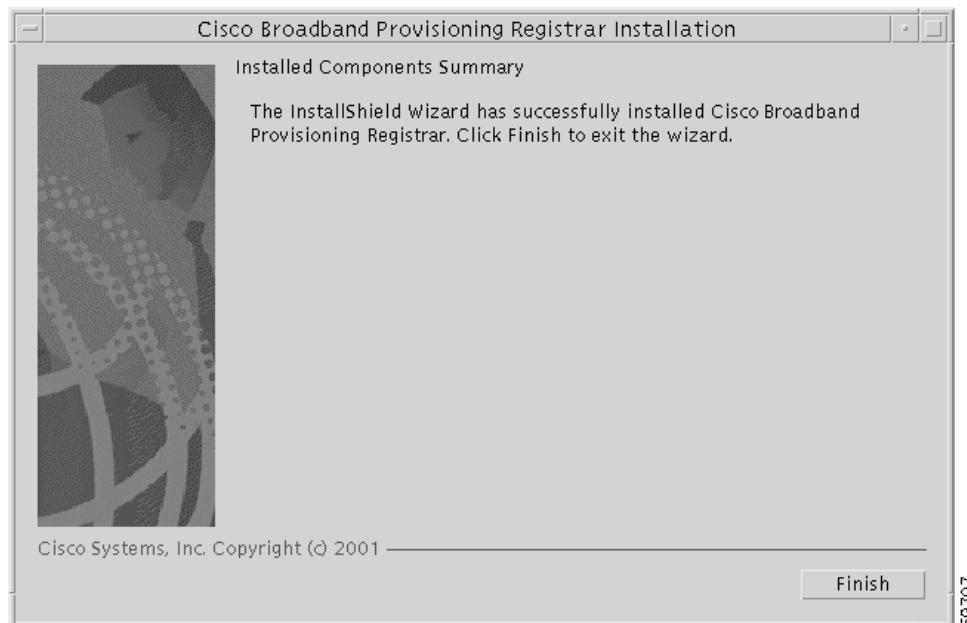 Cisco Broadband Provisioning Registrar Installation
Installed Components Summary
The InstallShield Wizard has successfully installed Cisco Broadband
Provisioning Registrar. Click Finish to exit the wizard.
Cisco Systems, Inc. Copyright (c) 2001
Finish